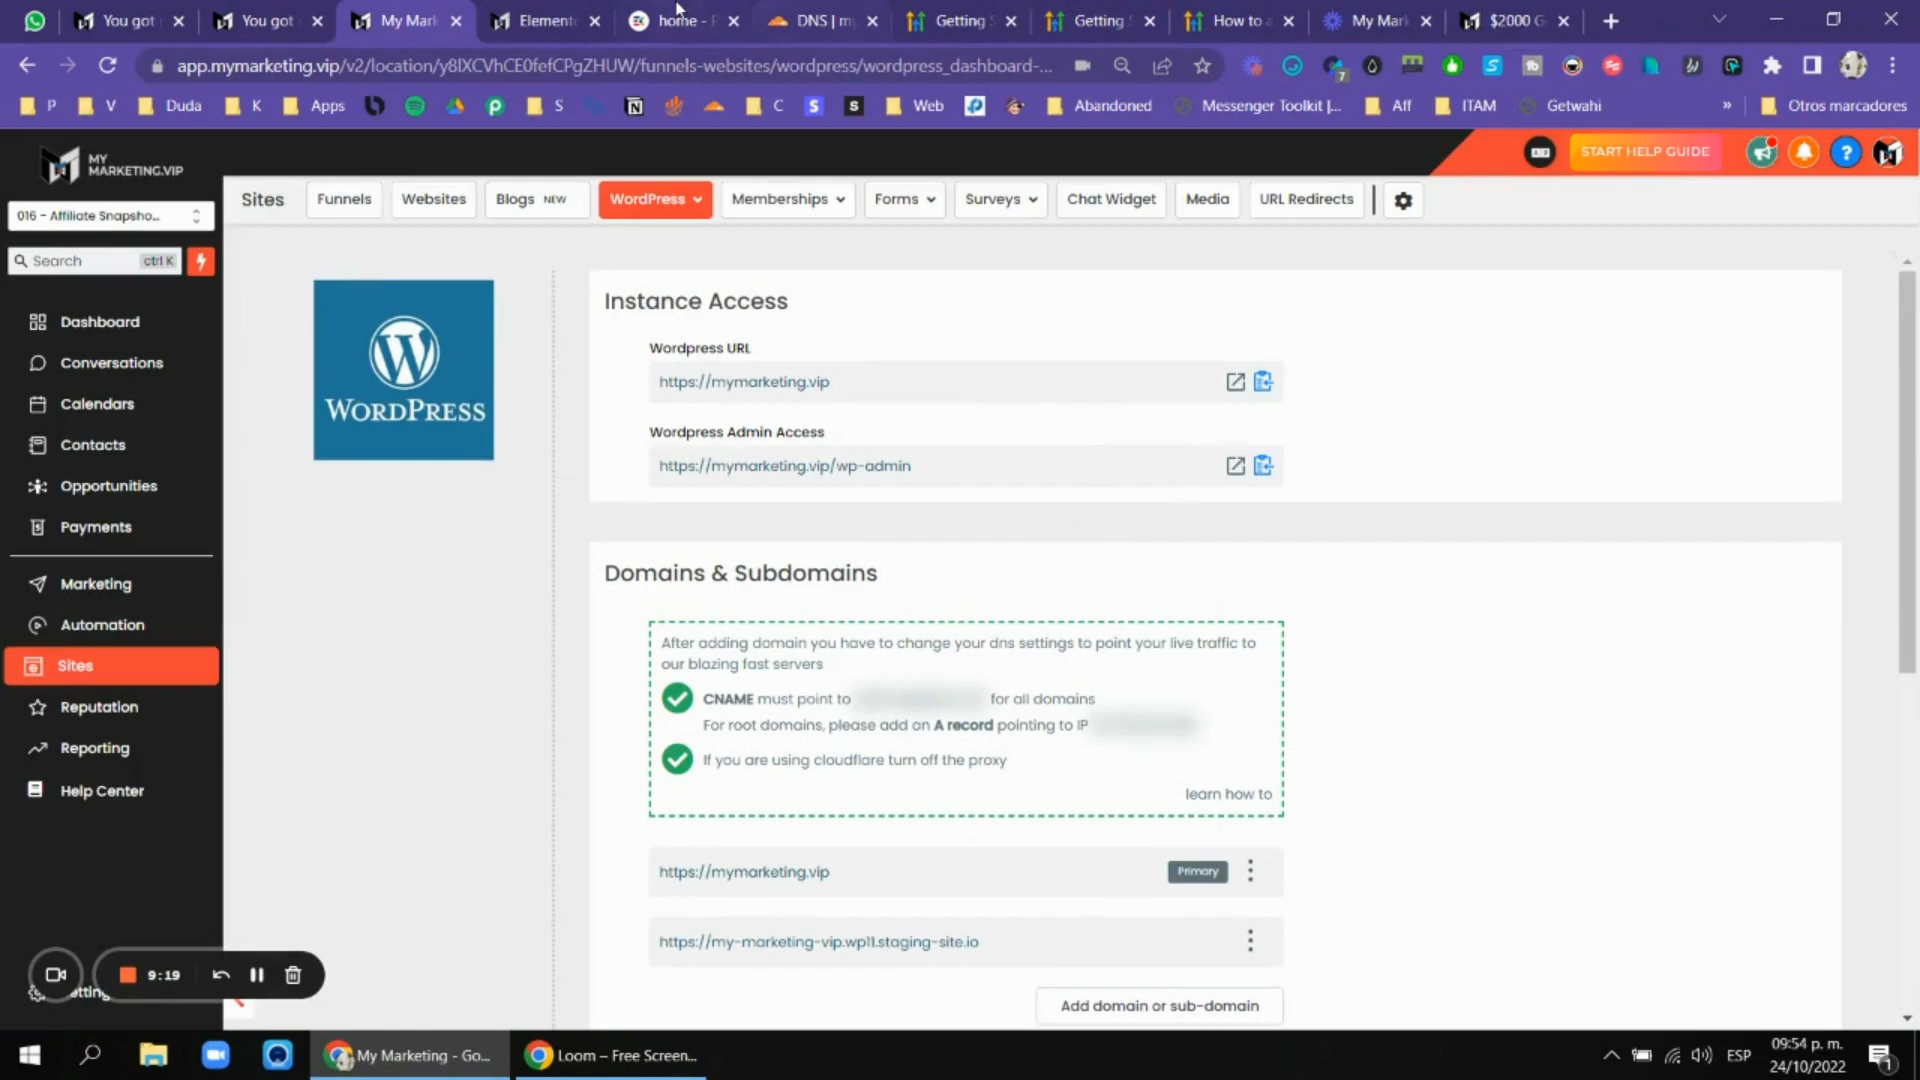 You got
You got
My Mark
Element
home - P
DNS | m
Getting S
Getting S
How to a
My Mark
$2000 G
app.mymarketing.vip/v2/location/y8lXCVhCE0fefCPgZHUW/funnels-websites/wordpress/wordpress_dashboard-...
7
P
V
Duda
K
Apps
S
C
Web
Abandoned
Messenger Toolkit |...
Aff
ITAM
Getwahi
»
Otros marcadores
MY
MARKETING.VIP
START HELP GUIDE
016 - Affiliate Snapsho...
Search
ctrl K
Sites
Funnels
Websites
Blogs NEW
WordPress
Memberships
Forms
Surveys
Chat Widget
Media
URL Redirects
Dashboard
Conversations
Calendars
Contacts
Opportunities
Payments
Marketing
Automation
Sites
Reputation
Reporting
Help Center
WORDPRESS
Instance Access
Wordpress URL
https://mymarketing.vip
Wordpress Admin Access
https://mymarketing.vip/wp-admin
Domains & Subdomains
After adding domain you have to change your dns settings to point your live traffic to
our blazing fast servers
CNAME must point to for all domains
For root domains, please add an A record pointing to IP
If you are using cloudflare turn off the proxy
learn how to
https://mymarketing.vip
Primary
https://my-marketing-vip.wp11.staging-site.io
Add domain or sub-domain
9:19
My Marketing - Go...
Loom – Free Screen...
ESP
09:54 p. m.
24/10/2022
1